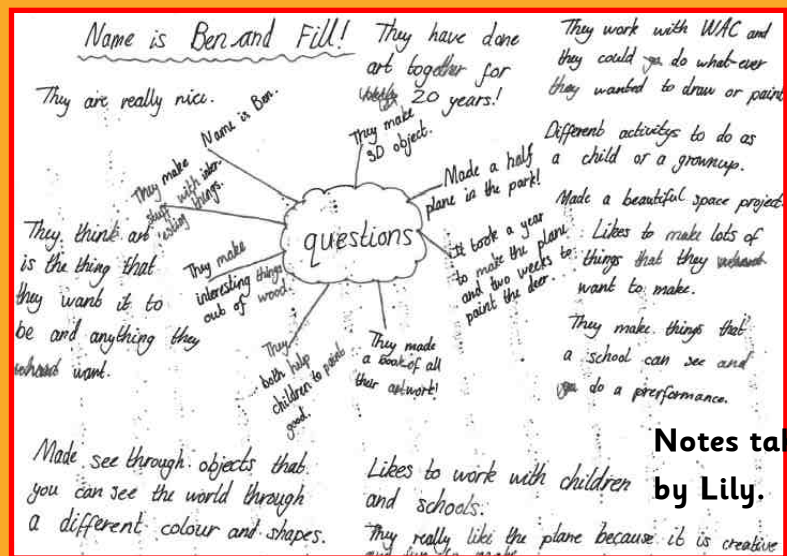 Name is Ben and Fill!
They are really nice.
They have done
art together for
20 years!
They work with WAC and
they could do what-ever
they wanted to draw or paint
Different activitys to do as
a child or a grownup.
Made a beautiful space project
Likes to make lots of
things that they
want to make.
They make things that
a school can see and
do a prerformance.
Name is Ben.
They make
3D object.
Made a half
plane in the park!
It took a year
to make the plane
and two weeks to
paint the deer.
They made
a book of all
their artwork!
They
both help
children to paint
good.
They make
interesting things
out of wood.
They make
stuff with inter-
esting things.
questions
They think art
is the thing that
they want it to
be and anything they
want.
Made see through objects that
you can see the world through
a different colour and shapes.
Likes to work with children
and schools.
They really like the plane because it is creative
Notes tal
by Lily.